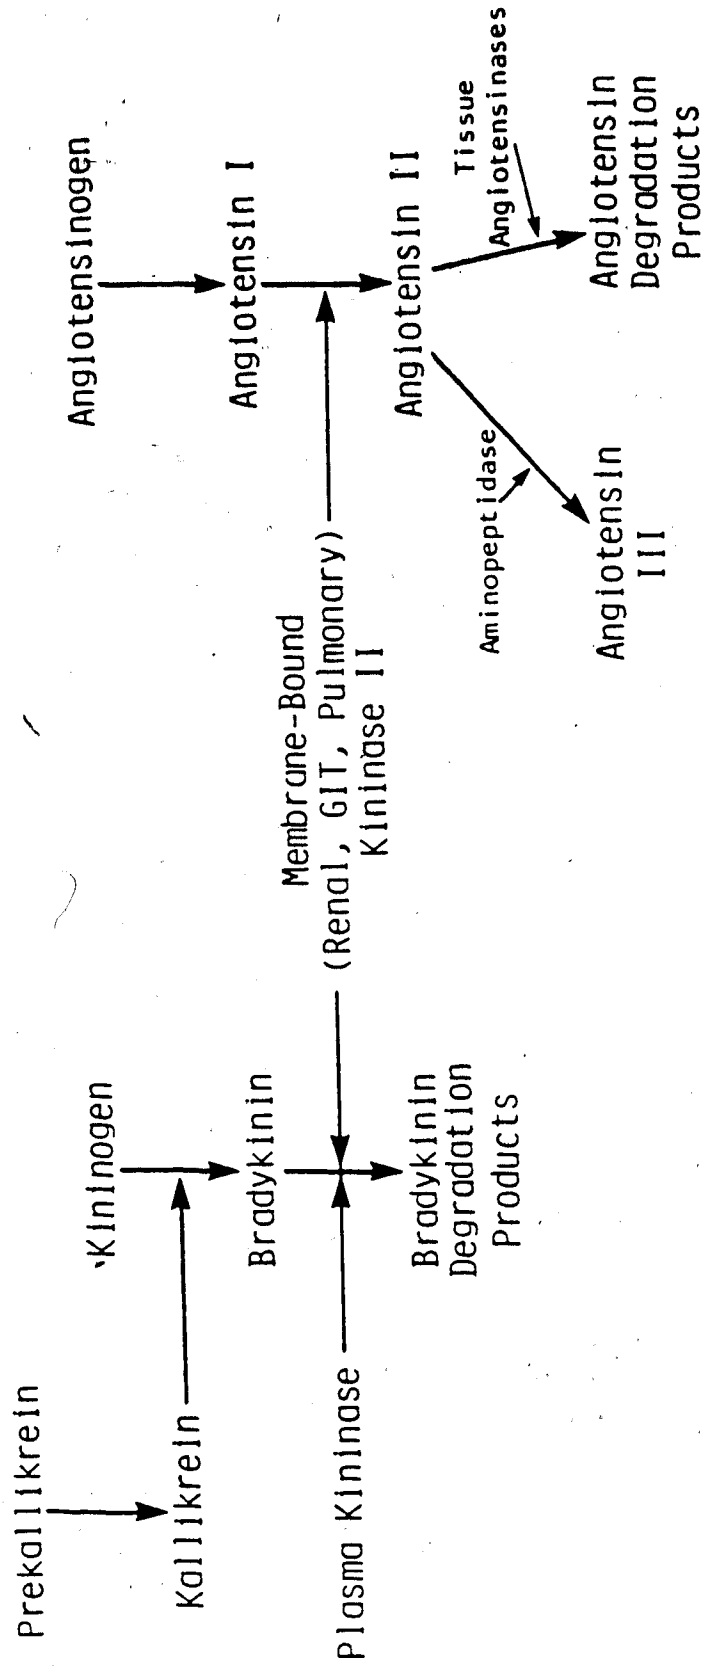 Prekallikrein
Kallikrein
Kininogen
Bradykinin
Plasma Kininase
Bradykinin
Degradation
Products
Membrane-Bound
(Renal, GIT, Pulmonary)
Kininase II
Angiotensinogen
Angiotensin I
Angiotensin II
Aminopeptidase
Tissue
Angiotensinases
Angiotensin
III
Angiotensin
Degradation
Products